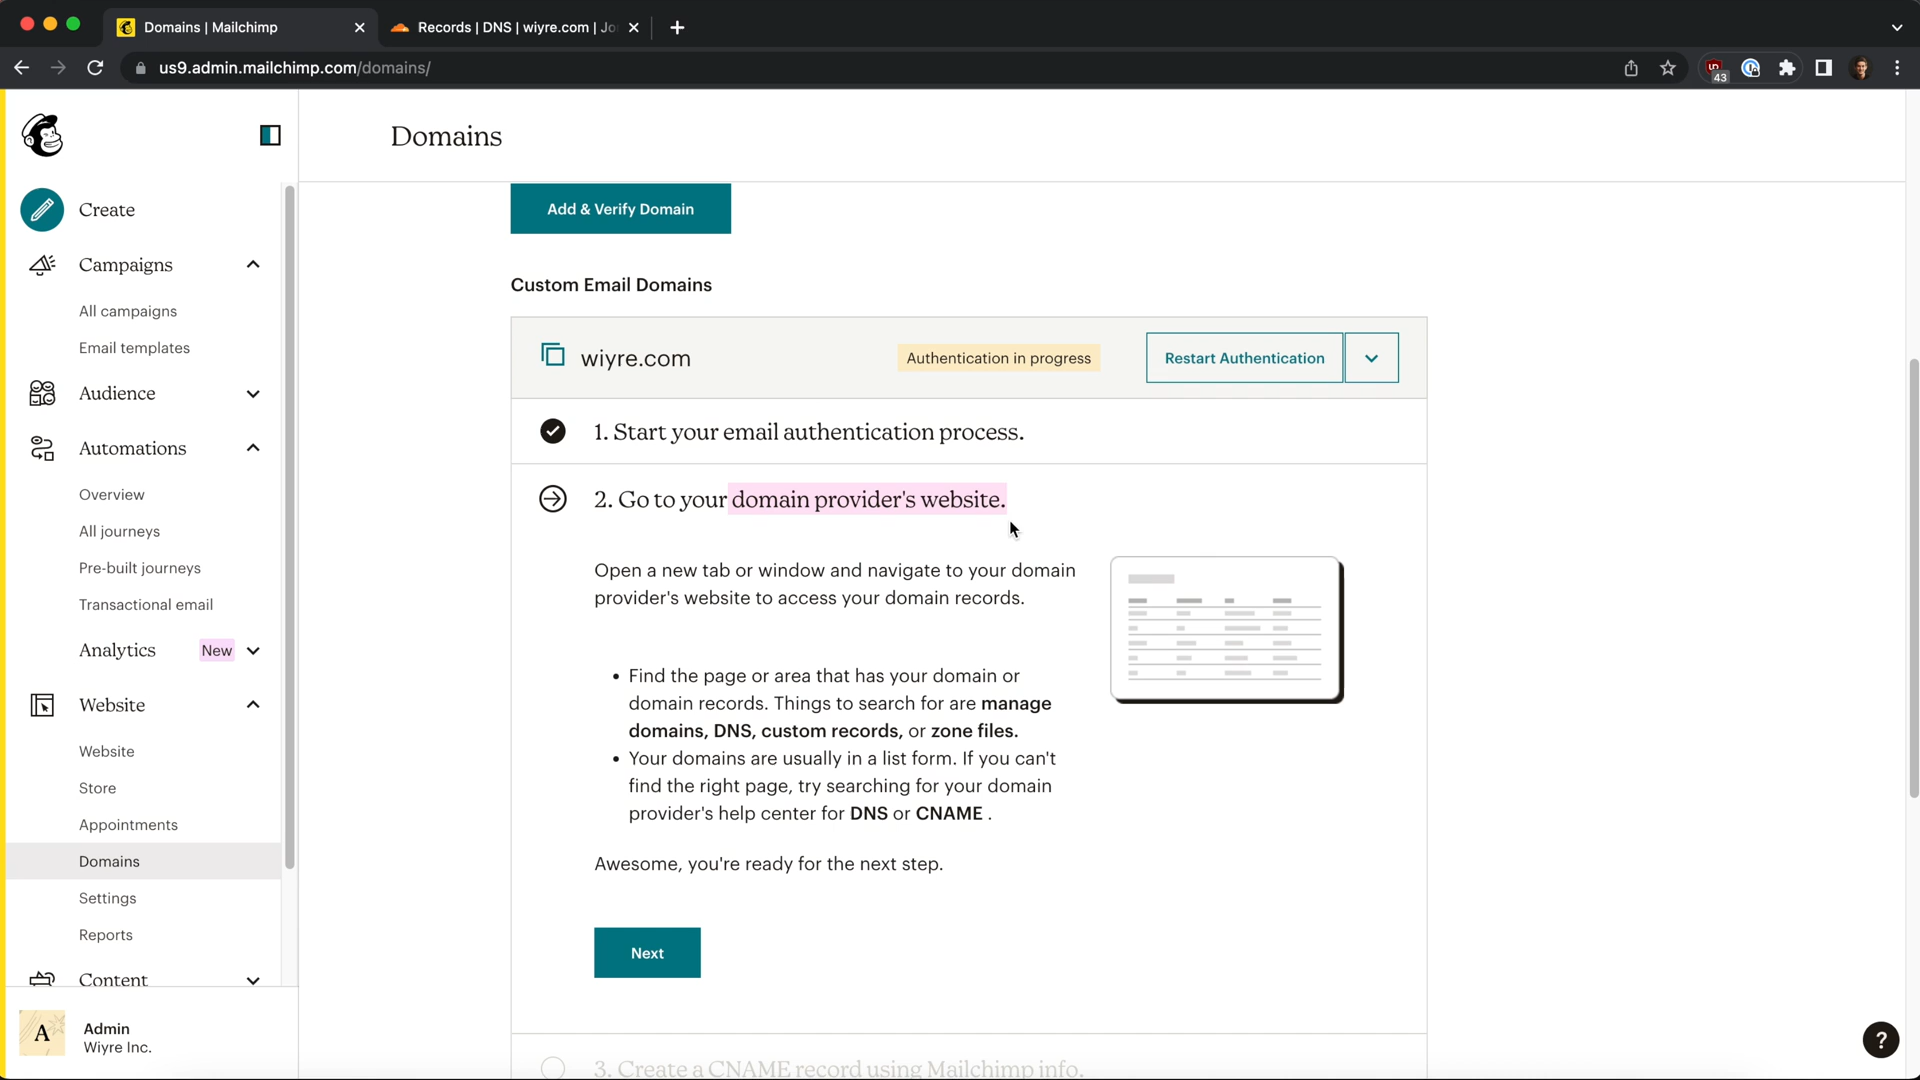 Domains | Mailchimp
Records | DNS | wiyre.com | Jo
us9.admin.mailchimp.com/domains/
43
Domains
Create
Campaigns
All campaigns
Email templates
Audience
Automations
Overview
All journeys
Pre-built journeys
Transactional email
Analytics New
Website
Website
Store
Appointments
Domains
Settings
Reports
Content
A
Admin
Wiyre Inc.
Add & Verify Domain
Custom Email Domains
wiyre.com
Authentication in progress
Restart Authentication
1. Start your email authentication process.
2. Go to your domain provider's website.
Open a new tab or window and navigate to your domain
provider's website to access your domain records.
• Find the page or area that has your domain or
domain records. Things to search for are manage
domains, DNS, custom records, or zone files.
• Your domains are usually in a list form. If you can't
find the right page, try searching for your domain
provider's help center for DNS or CNAME .
Awesome, you're ready for the next step.
Next
3. Create a CNAME record using Mailchimp info.
?